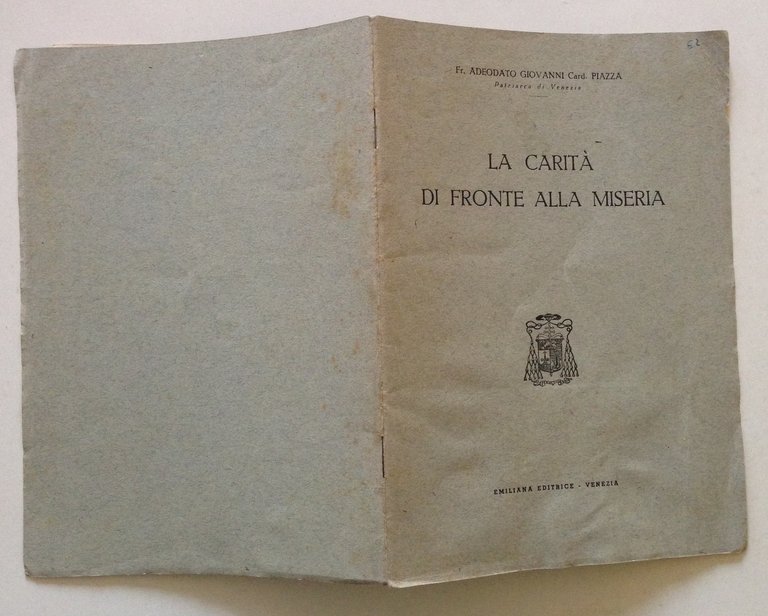 52
Fr. ADEODATO GIOVANNI Card. PIAZZA
Patriarca di Venezia
LA CARITÀ
DI FRONTE ALLA MISERIA
EMILIANA EDITRICE - VENEZIA